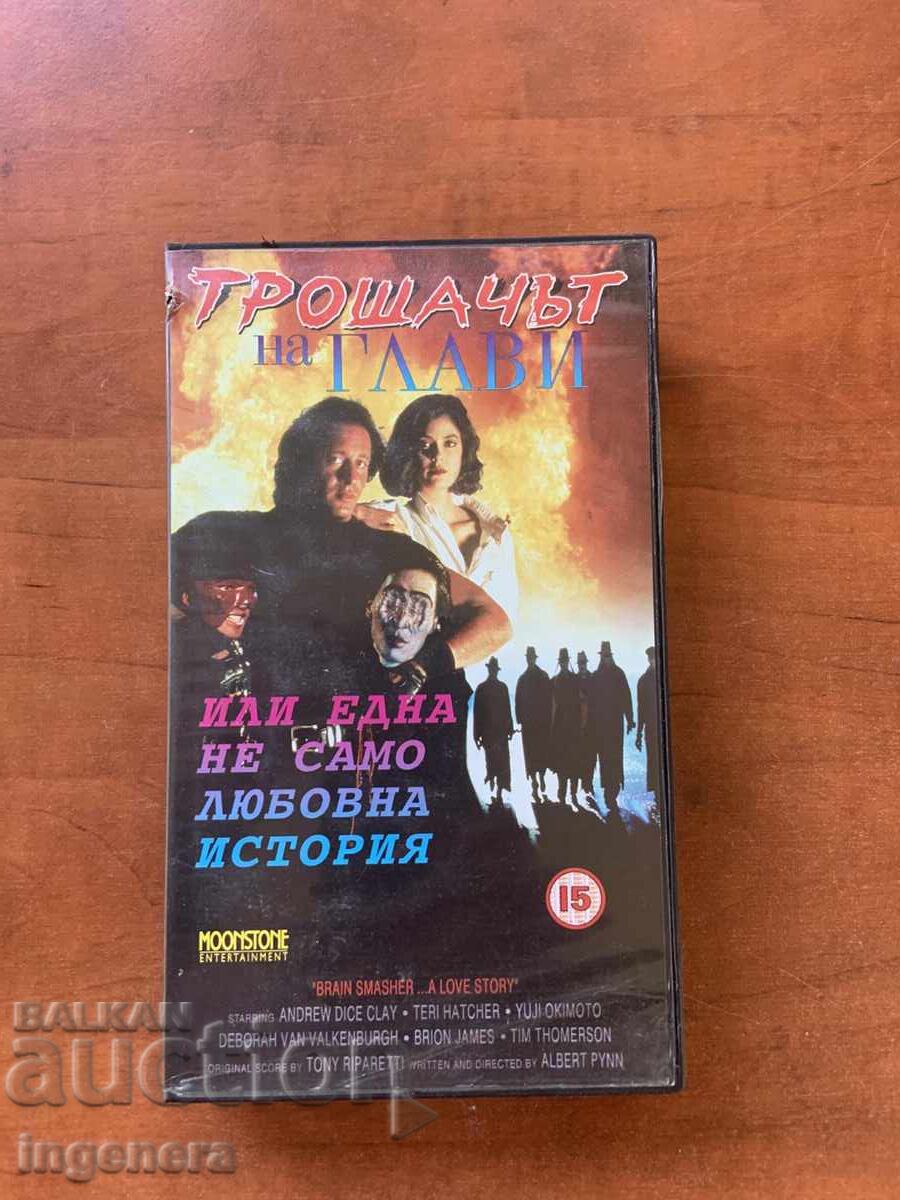 ТРОШАЧЪТ
на ГЛАВИ
ИЛИ ЕДНА
НЕ САМО
ЛЮБОВНА
ИСТОРИЯ
15
MOONSTONE
ENTERTAINMENT
"BRAIN SMASHER ...A LOVE STORY"
STARRING ANDREW DICE CLAY • TERI HATCHER • YUJI OKIMOTO
DEBORAH VAN VALKENBURGH • BRION JAMES • TIM THOMERSON
ORIGINAL SCORE BY TONY RIPARETTI WRITTEN AND DIRECTED BY ALBERT PYNN
BALKAN
auction
ingenera